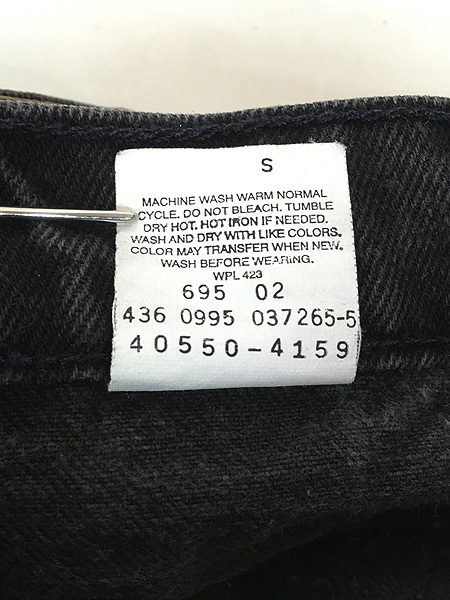 S
MACHINE WASH WARM NORMAL
CYCLE. DO NOT BLEACH. TUMBLE
DRY HOT. HOT IRON IF NEEDED.
WASH AND DRY WITH LIKE COLORS.
COLOR MAY TRANSFER WHEN NEW.
WASH BEFORE WEARING.
WPL 423
695 02
436 0995 037265-5
40550-4159